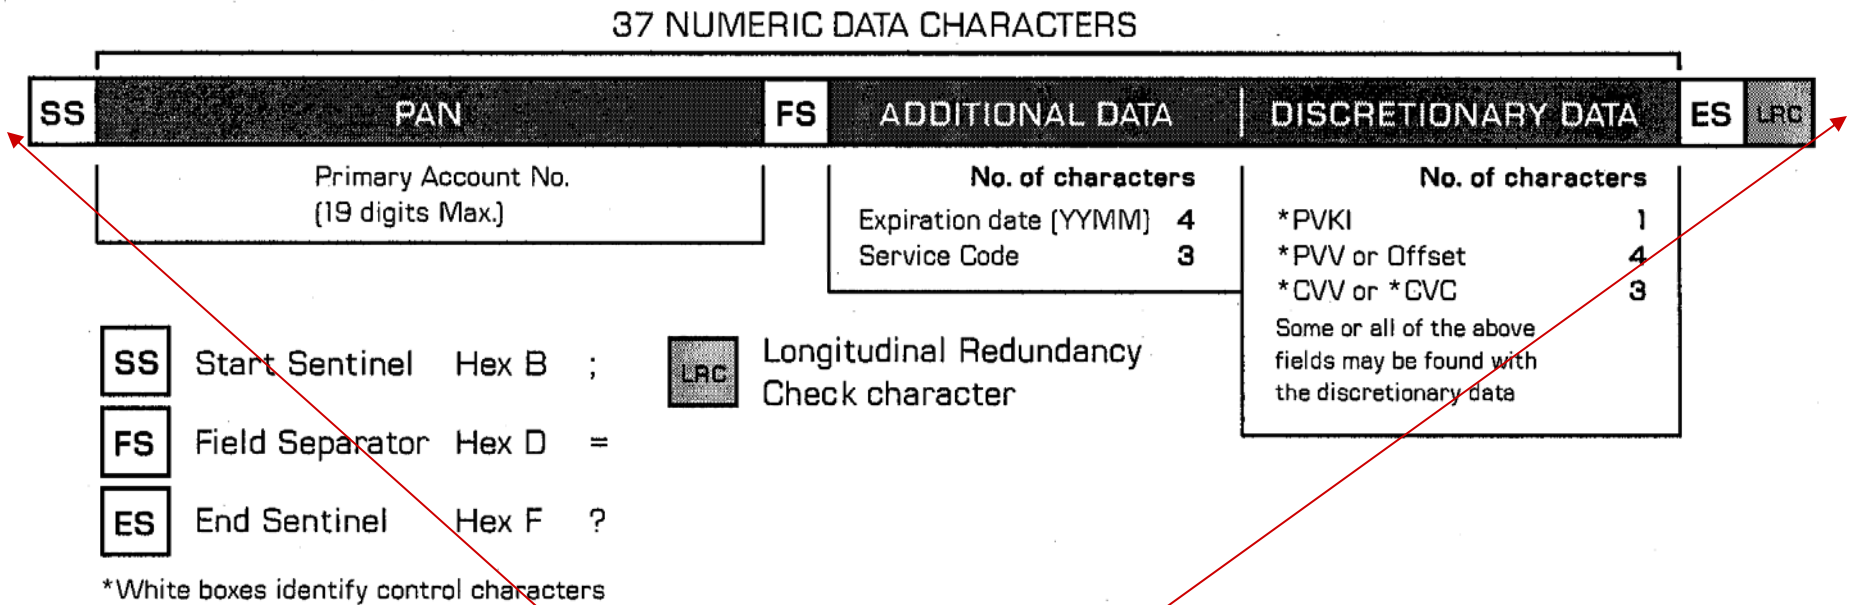 37 NUMERIC DATA CHARACTERS
SS PAN FS ADDITIONAL DATA DISCRETIONARY DATA ES LRC
Primary Account No.
(19 digits Max.)
No. of characters
Expiration date (YYMM) 4
Service Code 3
No. of characters
*PVKI 1
*PVV or Offset 4
*CVV or *CVC 3
Some or all of the above
fields may be found with
the discretionary data
SS Start Sentinel Hex B ;
FS Field Separator Hex D =
ES End Sentinel Hex F ?
LRC Longitudinal Redundancy
Check character
*White boxes identify control characters